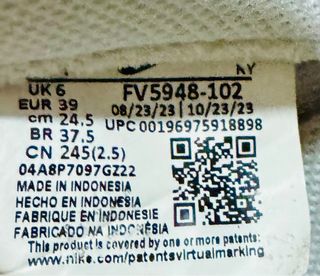 KY
UK 6 FV5948-102
EUR 39 08/23/23 | 10/23/23
cm 24.5 UPC 00196975918898
BR 37.5
CN 245(2.5)
04A8P7097GZ22
MADE IN INDONESIA
HECHO EN INDONESIA
FABRIQUE EN INDONESIE
FABRICADO NA INDONÉSIA
This product is covered by one or more patents:
www.nike.com/patentsvirtualmarking